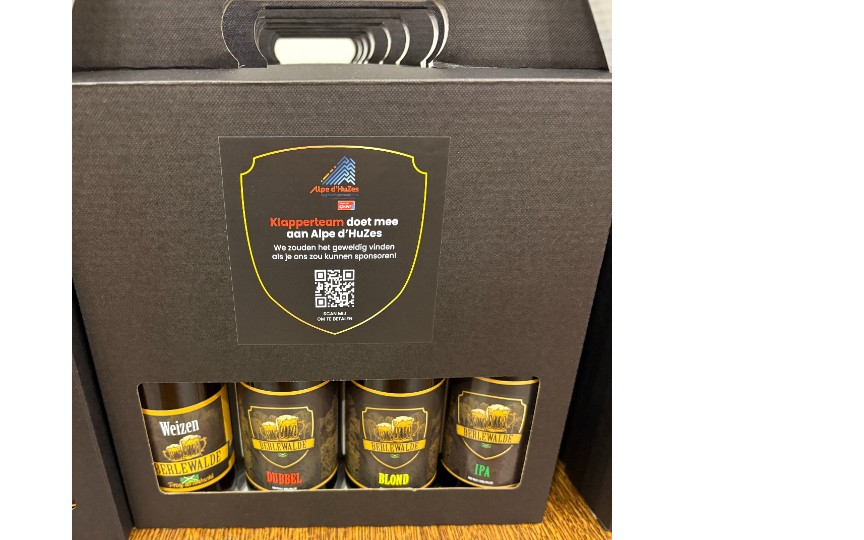 Alpe d'HuZes
Klapperteam doet mee
aan Alpe d'HuZes
We zouden het geweldig vinden
als je ons zou kunnen sponsoren!
SCAN MIJ
OM TE BETALEN
Weizen
BERLEWALDE
BERLEWALDE
DUBBEL
BERLEWALDE
BLOND
BERLEWALDE
IPA